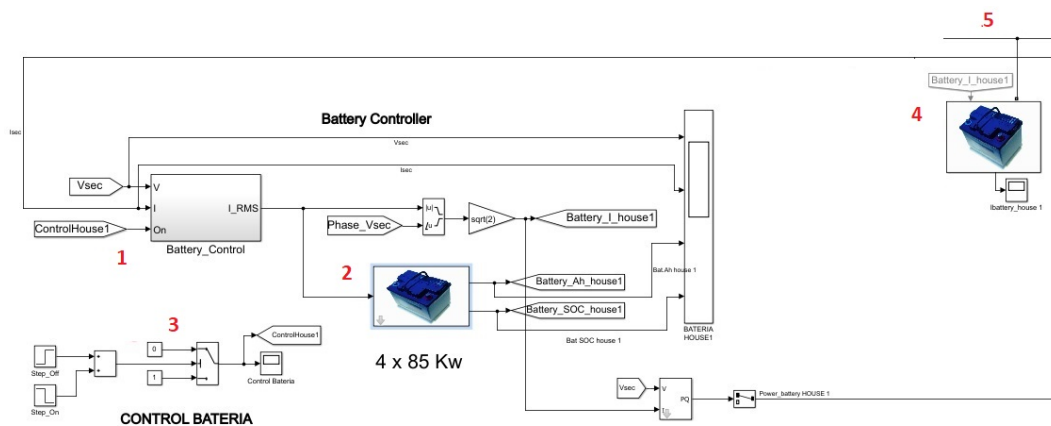 5
Battery_I_house1
4
Ibattery_house 1
Battery Controller
Isec
Vsec
Isec
Vsec
V
I
On
I_RMS
Battery_Control
ControlHouse1
1
Phase_Vsec
|u|
∠u
sqrt(2)
Battery_I_house1
2
Battery_Ah_house1
Battery_SOC_house1
Bat.Ah house 1
Bat SOC house 1
BATERIA
HOUSE1
4 x 85 Kw
3
Step_Off
Step_On
+
+
0
1
ControlHouse1
Control Bateria
CONTROL BATERIA
Vsec
V
I
PQ
Power_battery HOUSE 1